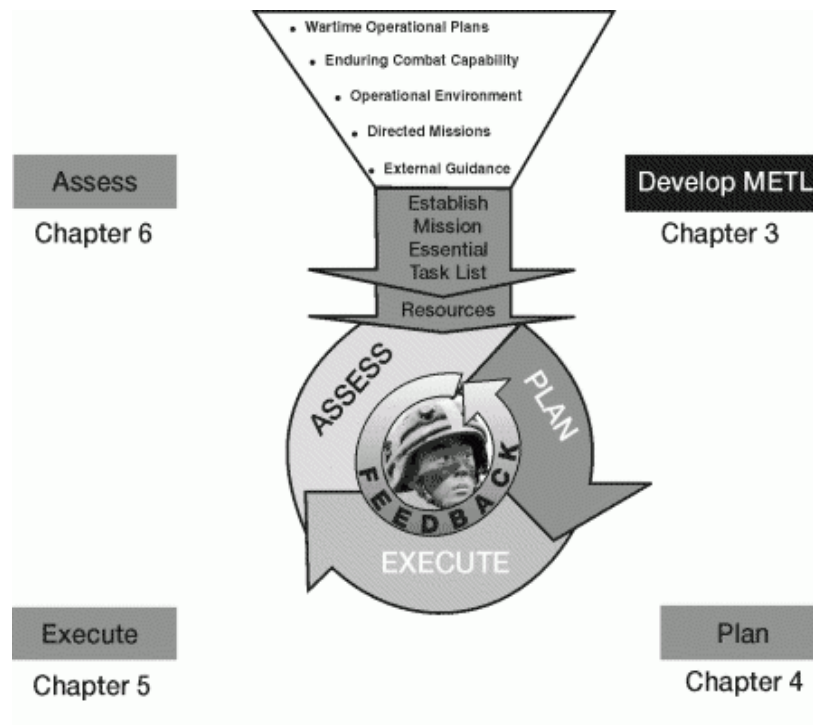 • Wartime Operational Plans
• Enduring Combat Capability
• Operational Environment
• Directed Missions
• External Guidance
Assess
Chapter 6
Develop METL
Chapter 3
Establish
Mission
Essential
Task List
Resources
ASSESS
PLAN
FEEDBACK
EXECUTE
Execute
Chapter 5
Plan
Chapter 4